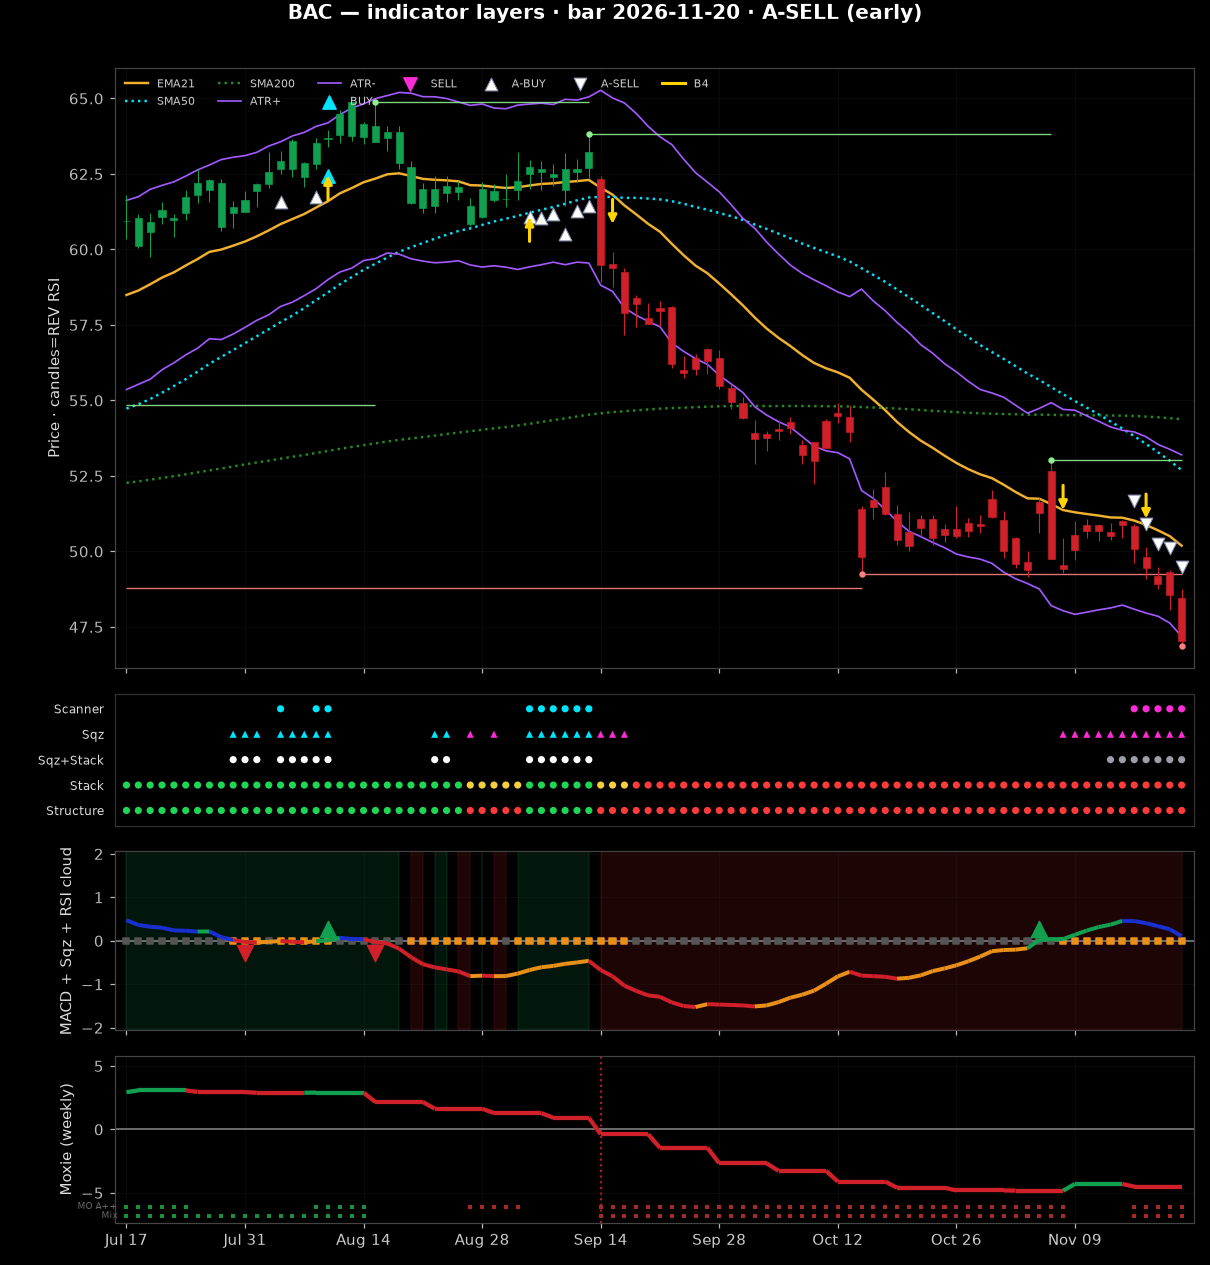 BAC — indicator layers · bar 2026-11-20 · A-SELL (early)
EMA21 SMA200 ATR- SELL A-BUY A-SELL B4
SMA50 ATR+ BUY
65.0
62.5
60.0
57.5
55.0
52.5
50.0
47.5
Price · candles=REV RSI
Scanner
Sqz
Sqz+Stack
Stack
Structure
MACD + Sqz + RSI cloud
2
1
0
−1
−2
Moxie (weekly)
5
0
−5
MO A++
Mix
Jul 17 Jul 31 Aug 14 Aug 28 Sep 14 Sep 28 Oct 12 Oct 26 Nov 09